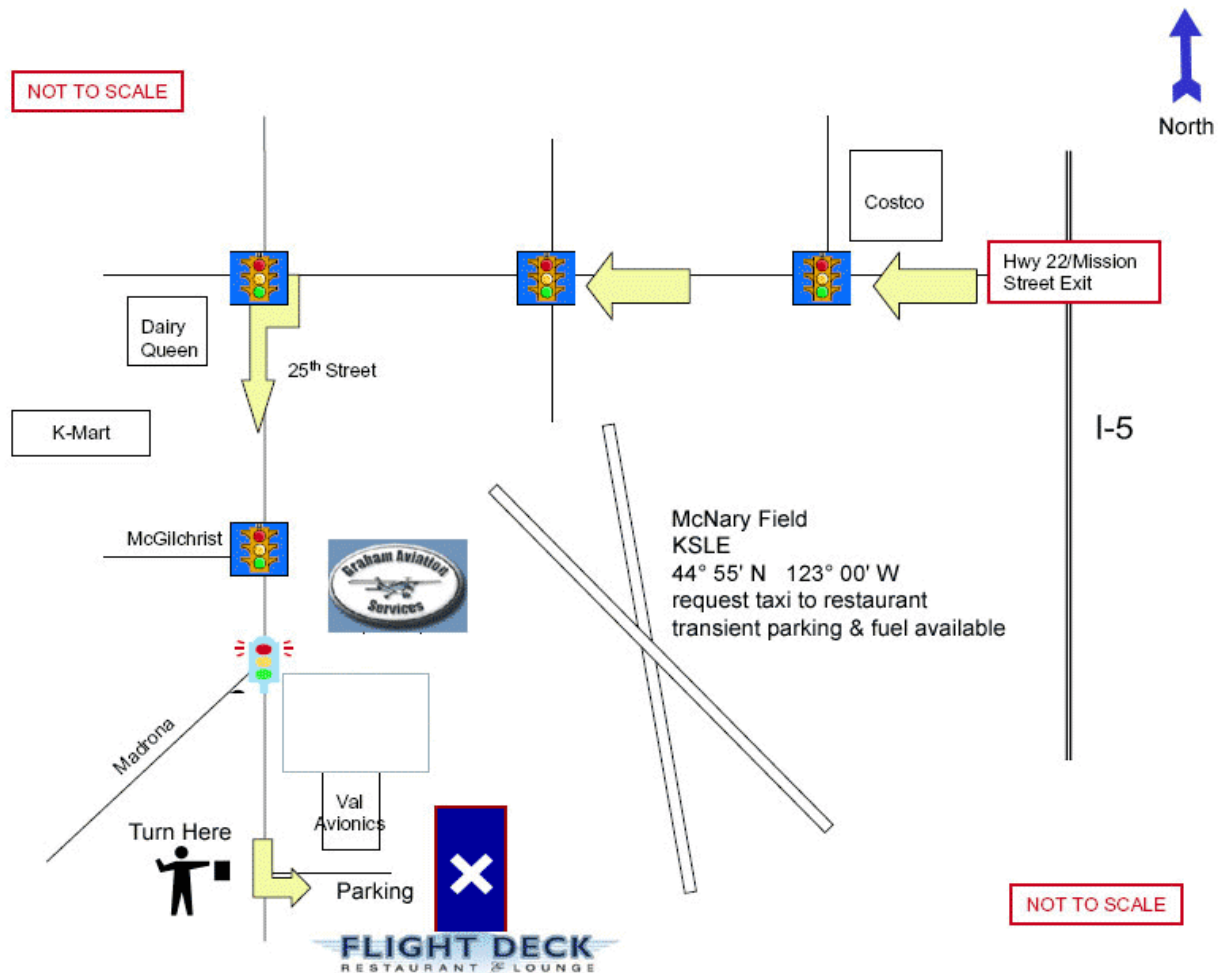 NOT TO SCALE
North
Costco
Hwy 22/Mission
Street Exit
Dairy
Queen
25th Street
K-Mart
I-5
McGilchrist
Graham Aviation
Services
McNary Field
KSLE
44° 55' N 123° 00' W
request taxi to restaurant
transient parking & fuel available
Madrona
Val
Avionics
Turn Here
Parking
NOT TO SCALE
FLIGHT DECK
RESTAURANT & LOUNGE